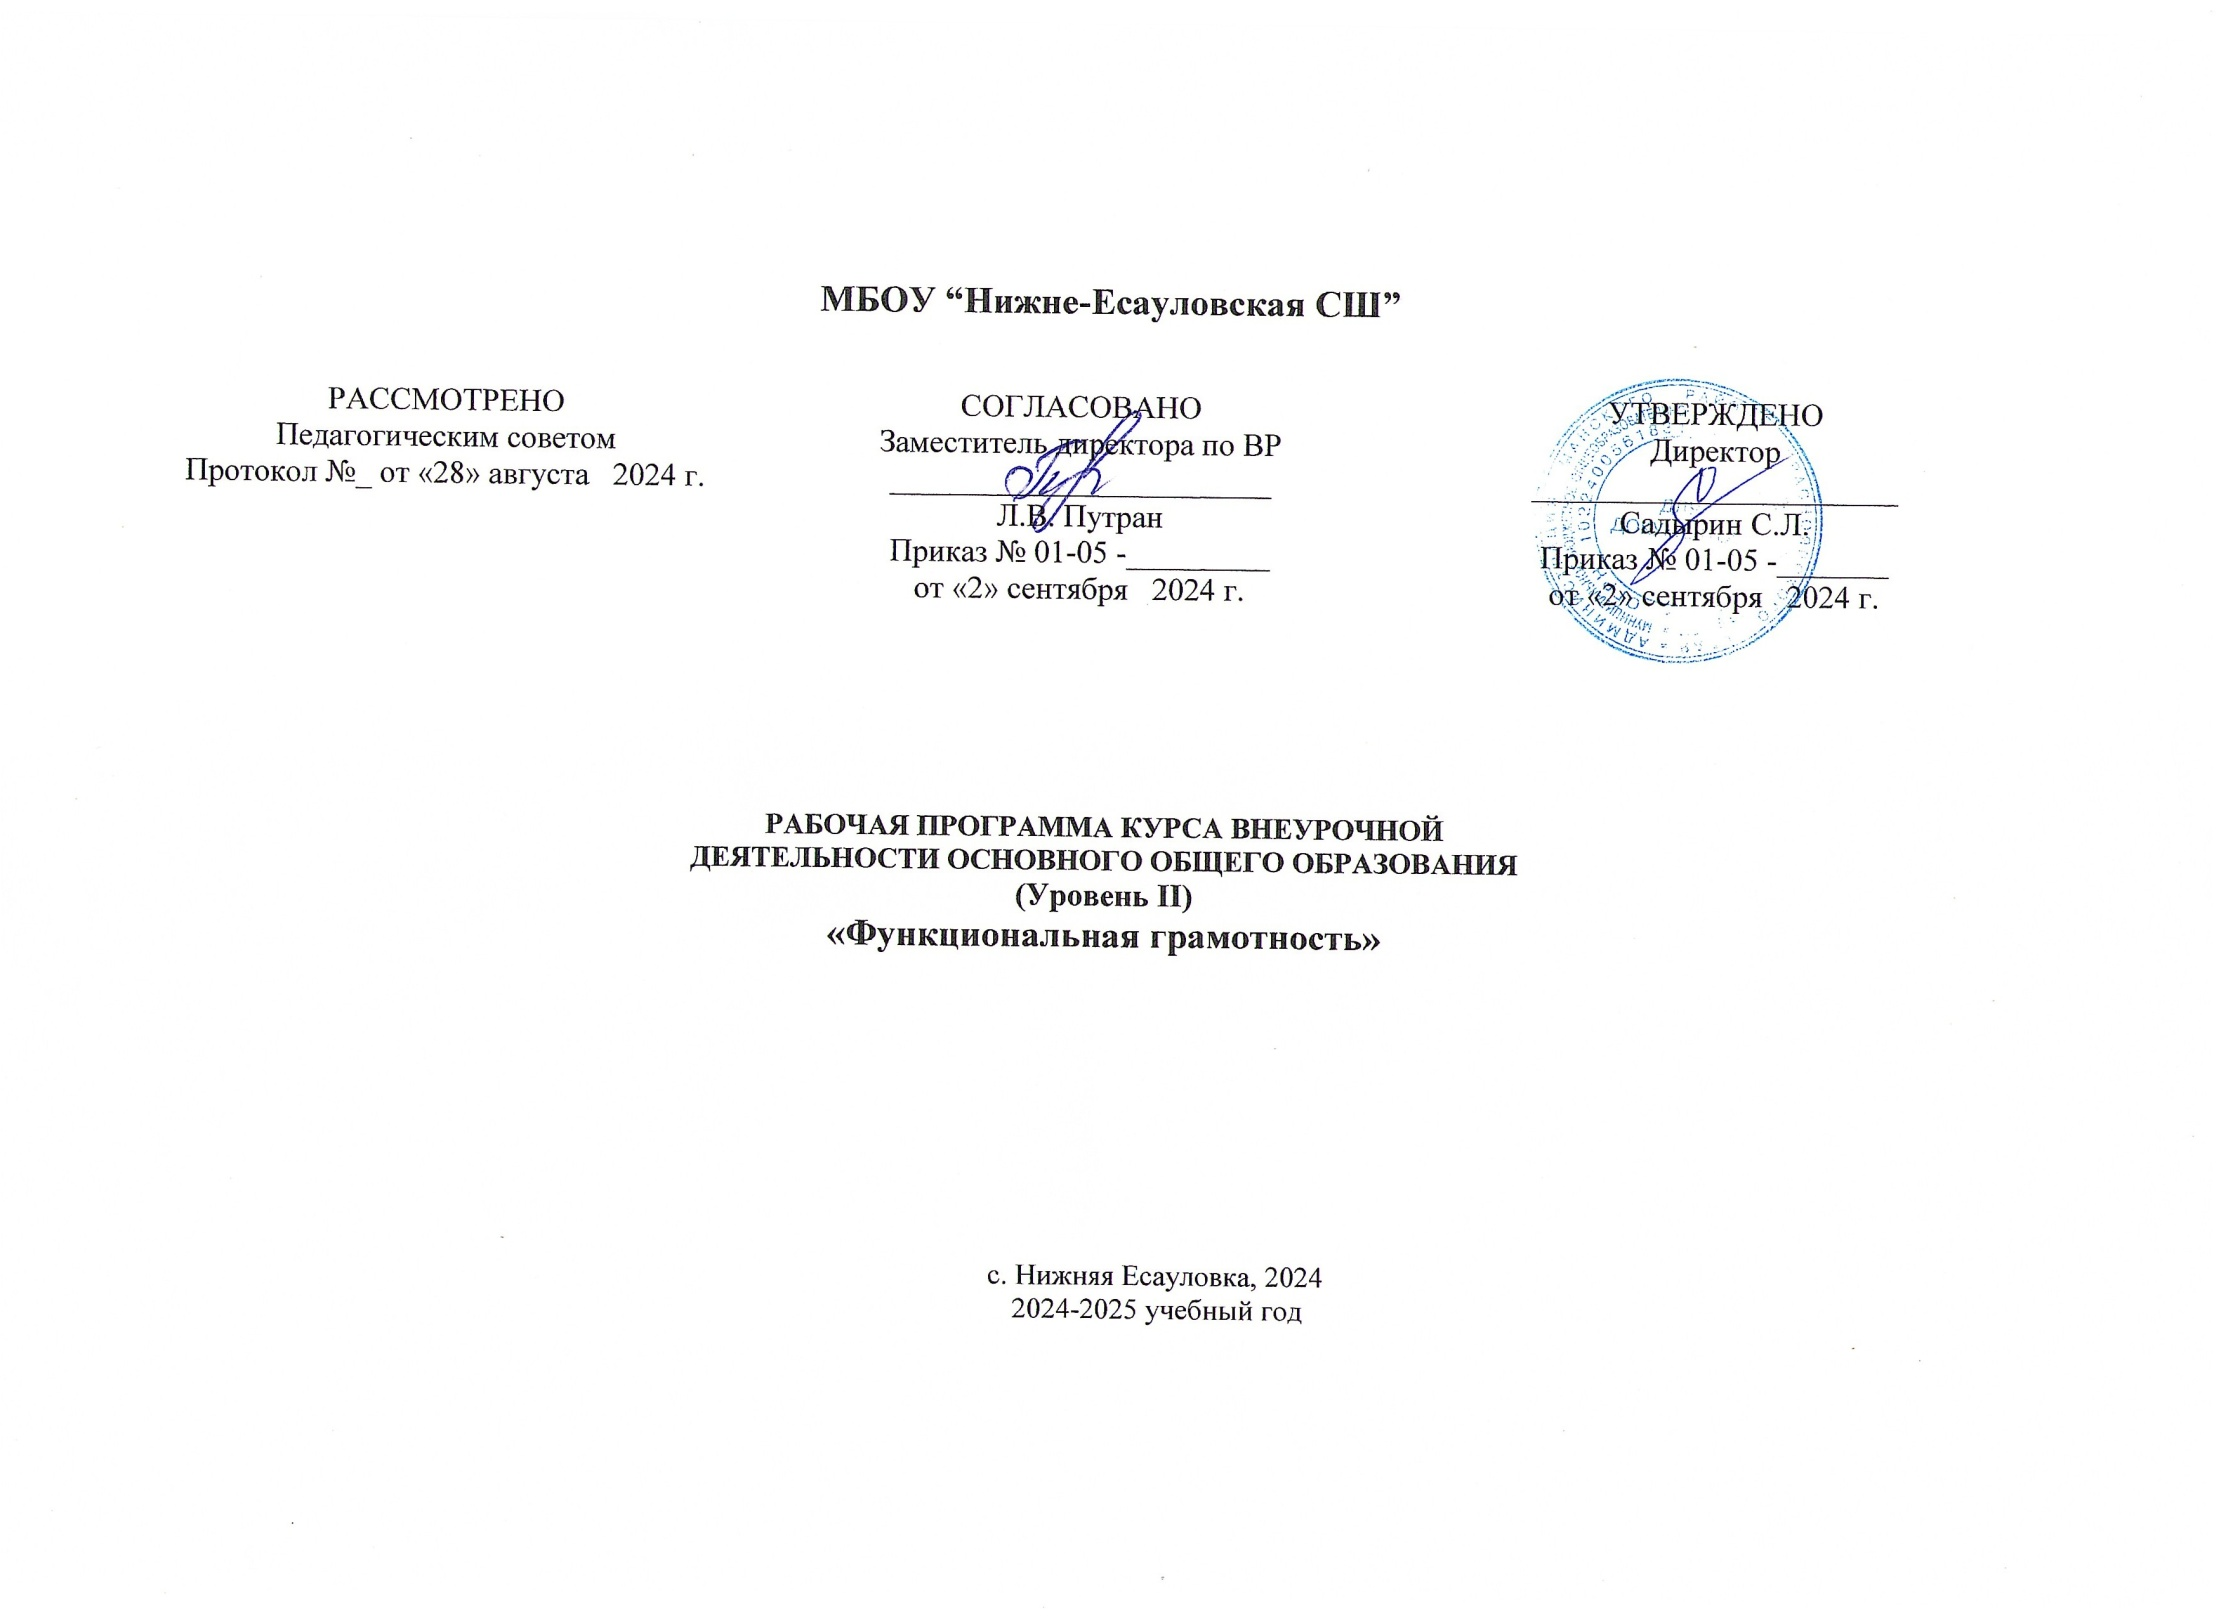 МБОУ “Нижне-Есауловская СШ”
РАССМОТРЕНО
Педагогическим советом
Протокол №_ от «28» августа 2024 г.
СОГЛАСОВАНО
Заместитель директора по ВР
Л.В. Путран
Приказ № 01-05 -_________
от «2» сентября 2024 г.
УТВЕРЖДЕНО
Директор
Садырин С.Л.
Приказ № 01-05 -_______
от «2» сентября 2024 г.
РАБОЧАЯ ПРОГРАММА КУРСА ВНЕУРОЧНОЙ
ДЕЯТЕЛЬНОСТИ ОСНОВНОГО ОБЩЕГО ОБРАЗОВАНИЯ
(Уровень II)
«Функциональная грамотность»
с. Нижняя Есауловка, 2024
2024-2025 учебный год